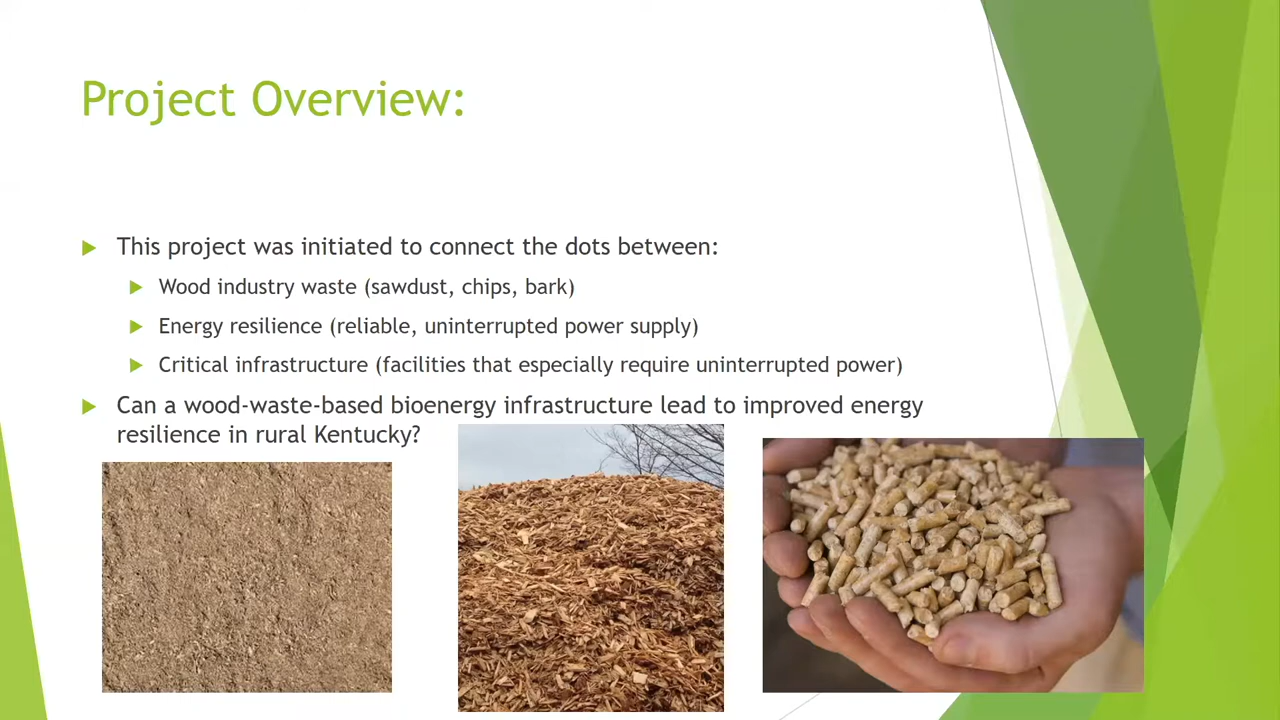 Project Overview:
This project was initiated to connect the dots between:
Wood industry waste (sawdust, chips, bark)
Energy resilience (reliable, uninterrupted power supply)
Critical infrastructure (facilities that especially require uninterrupted power)
Can a wood-waste-based bioenergy infrastructure lead to improved energy
resilience in rural Kentucky?